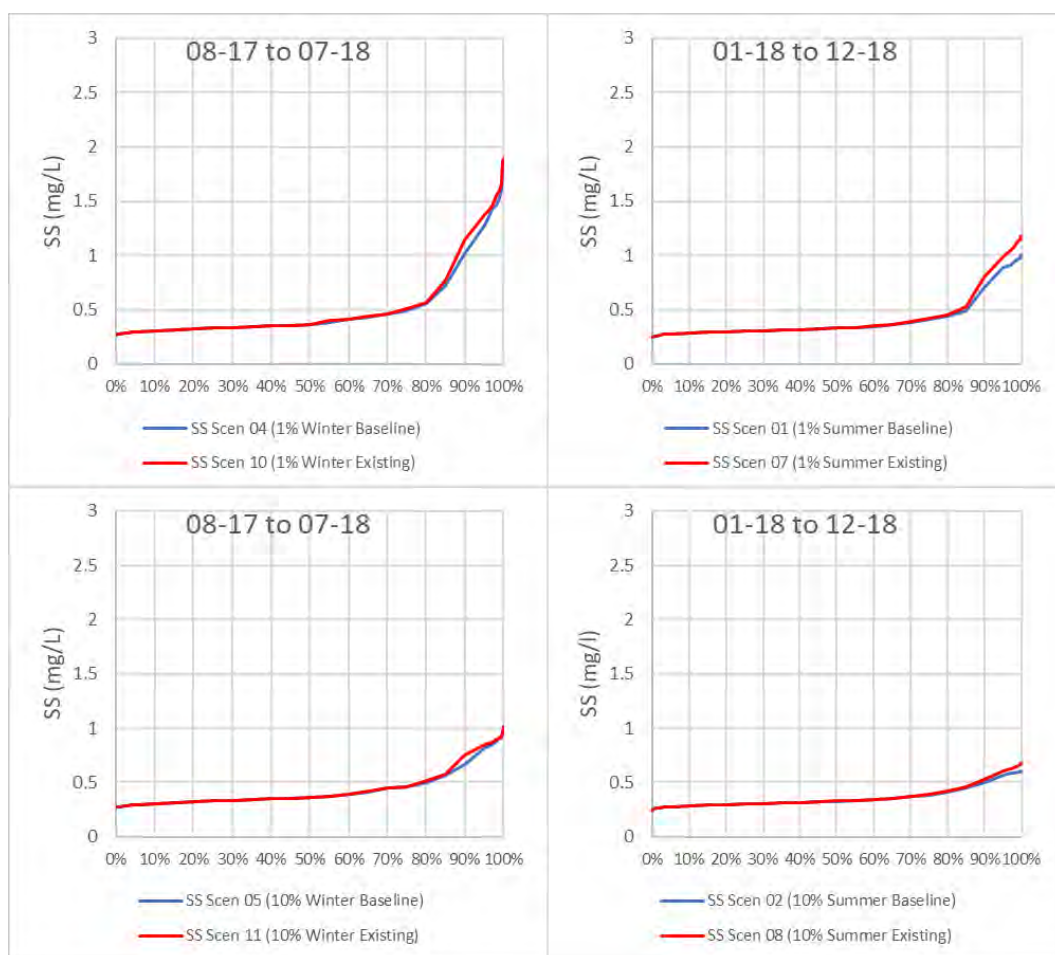 08-17 to 07-18
SS (mg/L)
3
2.5
2
1.5
1
0.5
0
0% 10% 20% 30% 40% 50% 60% 70% 80% 90% 100%
SS Scen 04 (1% Winter Baseline)
SS Scen 10 (1% Winter Existing)
01-18 to 12-18
SS (mg/L)
3
2.5
2
1.5
1
0.5
0
0% 10% 20% 30% 40% 50% 60% 70% 80% 90% 100%
SS Scen 01 (1% Summer Baseline)
SS Scen 07 (1% Summer Existing)
08-17 to 07-18
SS (mg/L)
3
2.5
2
1.5
1
0.5
0
0% 10% 20% 30% 40% 50% 60% 70% 80% 90% 100%
SS Scen 05 (10% Winter Baseline)
SS Scen 11 (10% Winter Existing)
01-18 to 12-18
SS (mg/l)
3
2.5
2
1.5
1
0.5
0
0% 10% 20% 30% 40% 50% 60% 70% 80% 90% 100%
SS Scen 02 (10% Summer Baseline)
SS Scen 08 (10% Summer Existing)